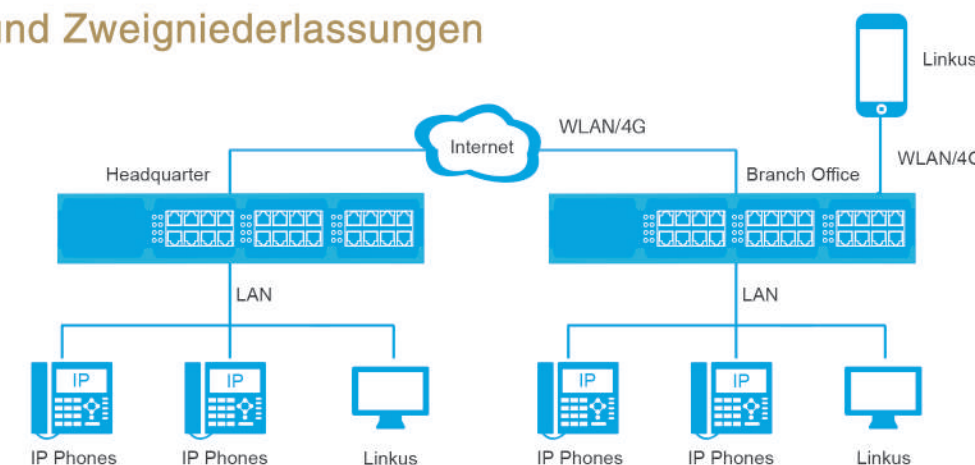 und Zweigniederlassungen
Linkus
WLAN/4G
Internet
WLAN/4G
Headquarter
Branch Office
LAN
LAN
IP
IP
IP
IP
IP Phones
IP Phones
Linkus
IP Phones
IP Phones
Linkus